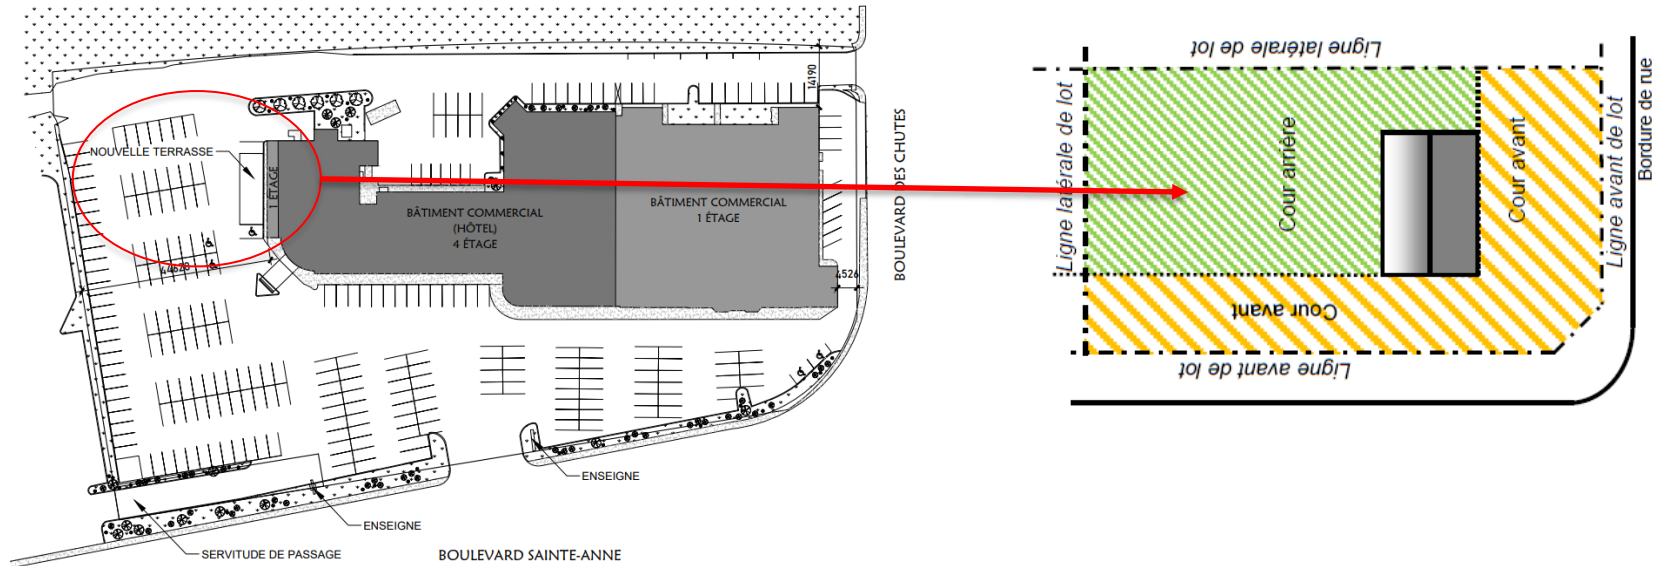 NOUVELLE TERRASSE
1 ÉTAGE
BÂTIMENT COMMERCIAL
(HÔTEL)
4 ÉTAGE
BÂTIMENT COMMERCIAL
1 ÉTAGE
14190
4526
44620
BOULEVARD DES CHUTES
ENSEIGNE
ENSEIGNE
SERVITUDE DE PASSAGE
BOULEVARD SAINTE-ANNE
Ligne latérale de lot
Ligne latérale de lot
Cour arrière
Cour avant
Ligne avant de lot
Bordure de rue
Cour avant
Ligne avant de lot